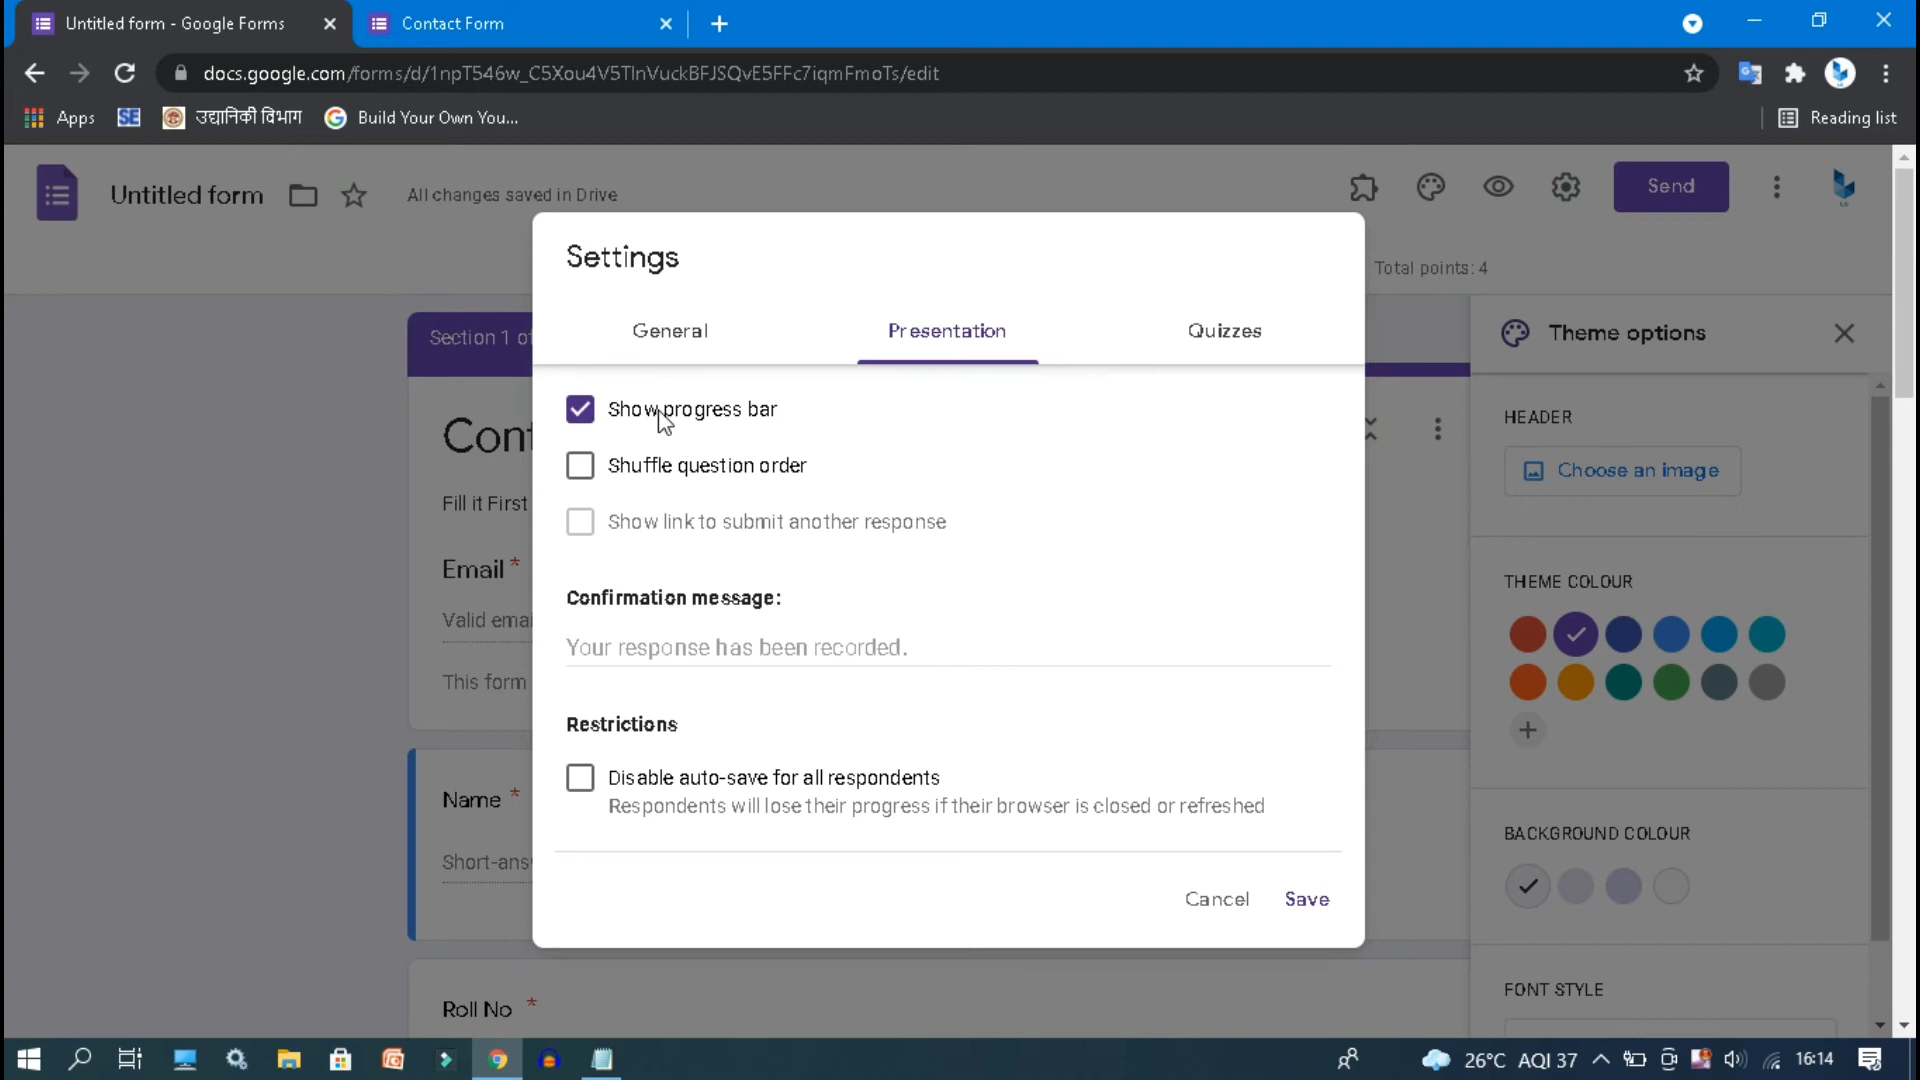 Untitled form - Google Forms
Contact Form
docs.google.com/forms/d/1npT546w_C5Xou4V5TlnVuckBFJSQvE5FFc7iqmFmoTs/edit
Apps
SE
उद्यानिकी विभाग
Build Your Own You...
Reading list
Untitled form
All changes saved in Drive
Send
Settings
Total points: 4
General
Presentation
Quizzes
Section 1 of
Theme options
Show progress bar
HEADER
Choose an image
Shuffle question order
Fill it First
Show link to submit another response
Email *
THEME COLOUR
Confirmation message:
Your response has been recorded.
This form
Restrictions
Disable auto-save for all respondents
Respondents will lose their progress if their browser is closed or refreshed
Name *
BACKGROUND COLOUR
Cancel
Save
FONT STYLE
Roll No *
26°C AQI 37
16:14